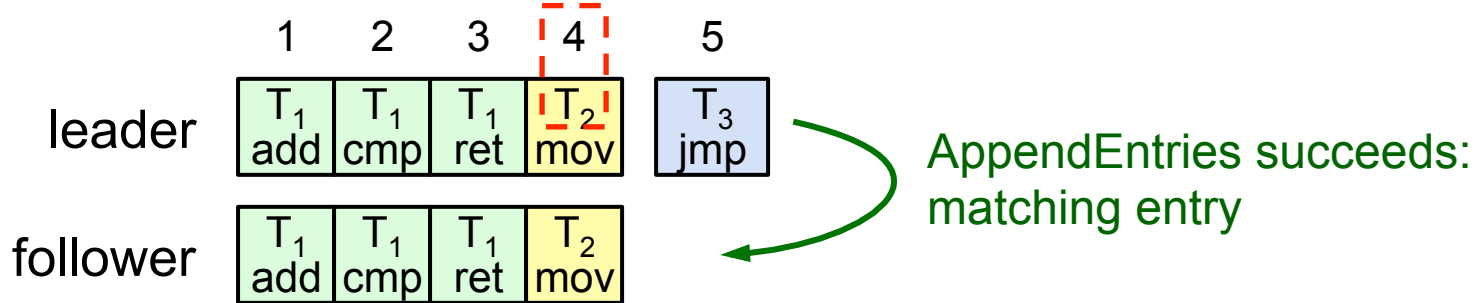 1 2 3 4 5
leader
T₁ T₁ T₁ T₂ T₃
add cmp ret mov jmp
AppendEntries succeeds:
matching entry
follower
T₁ T₁ T₁ T₂
add cmp ret mov